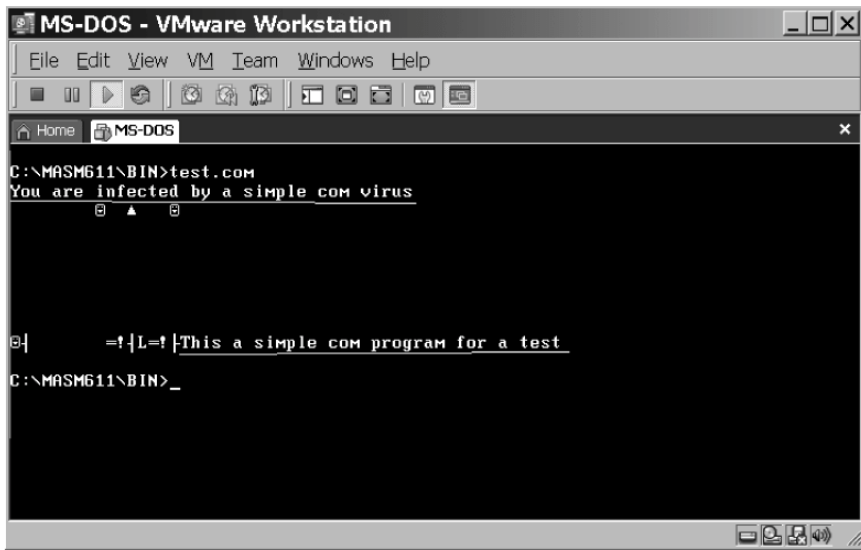 MS-DOS - VMware Workstation
File Edit View VM Team Windows Help
Home MS-DOS
C:\MASM611\BIN>test.com
You are infected by a simple com virus
=!┤L=!├This a simple com program for a test
C:\MASM611\BIN>_